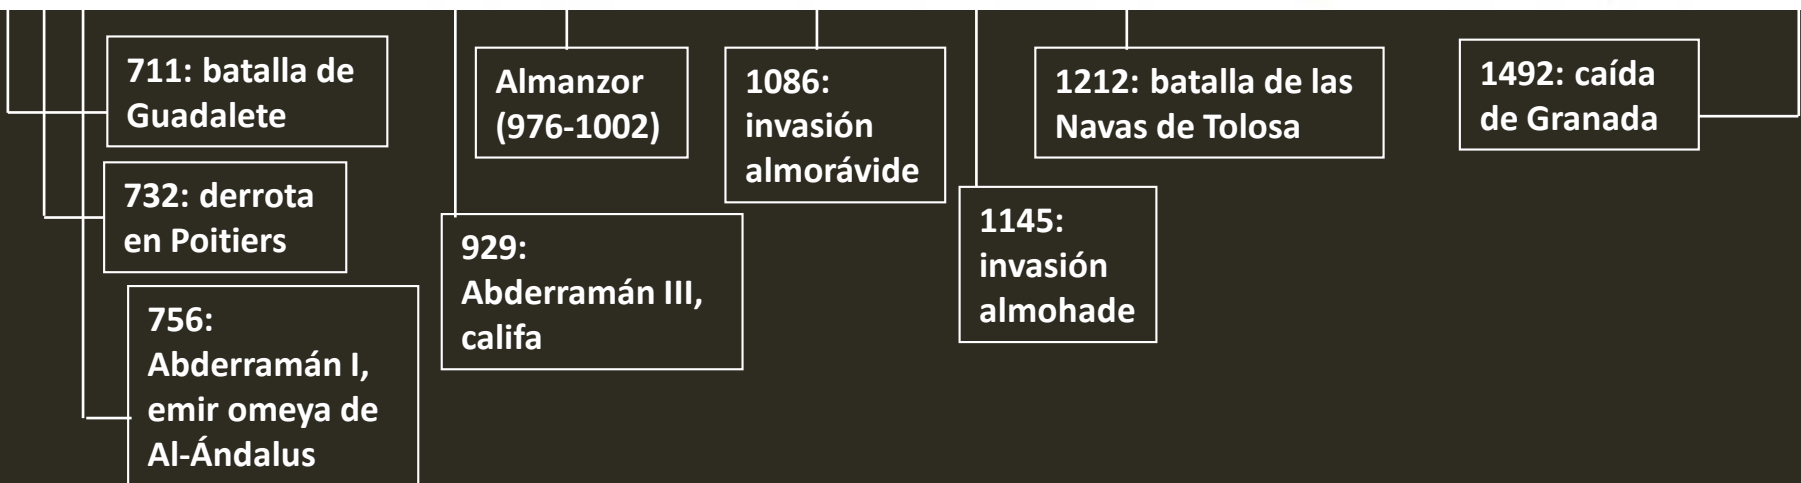 711: batalla de
Guadalete
732: derrota
en Poitiers
756:
Abderramán I,
emir omeya de
Al-Ándalus
929:
Abderramán III,
califa
Almanzor
(976-1002)
1086:
invasión
almorávide
1145:
invasión
almohade
1212: batalla de las
Navas de Tolosa
1492: caída
de Granada